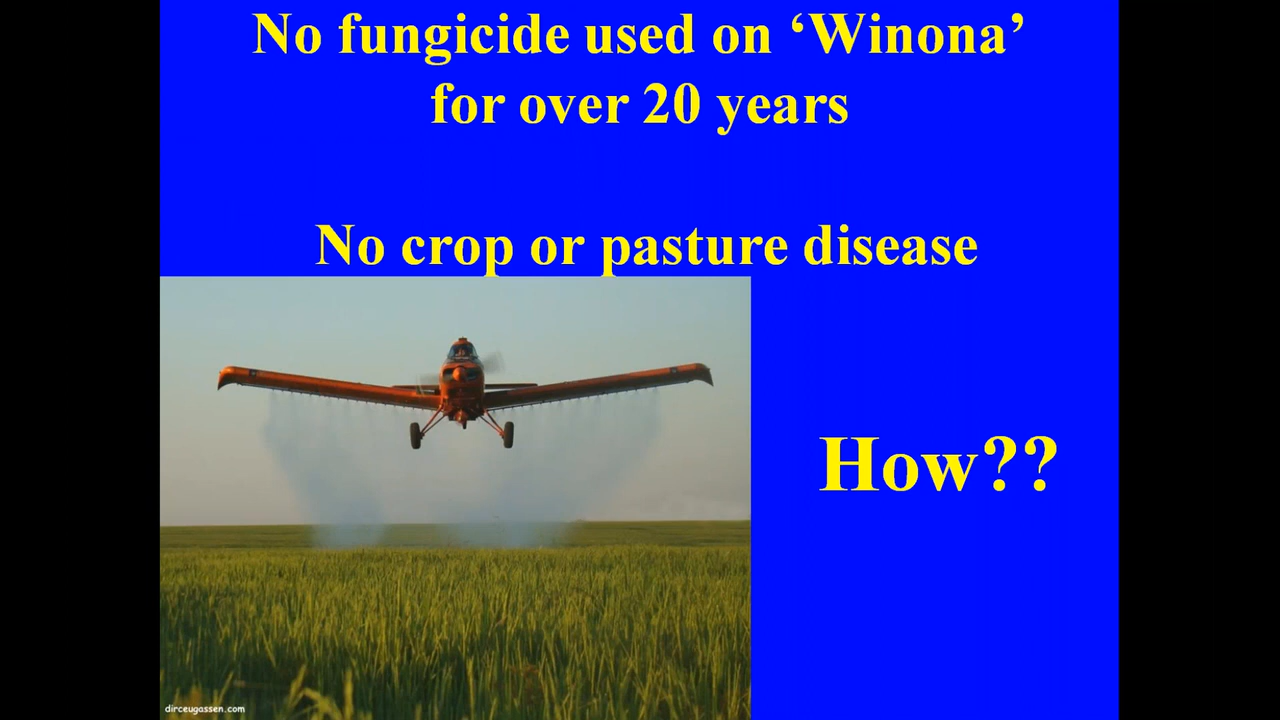 No fungicide used on ‘Winona’
for over 20 years
No crop or pasture disease
How??
dirceugassen.com